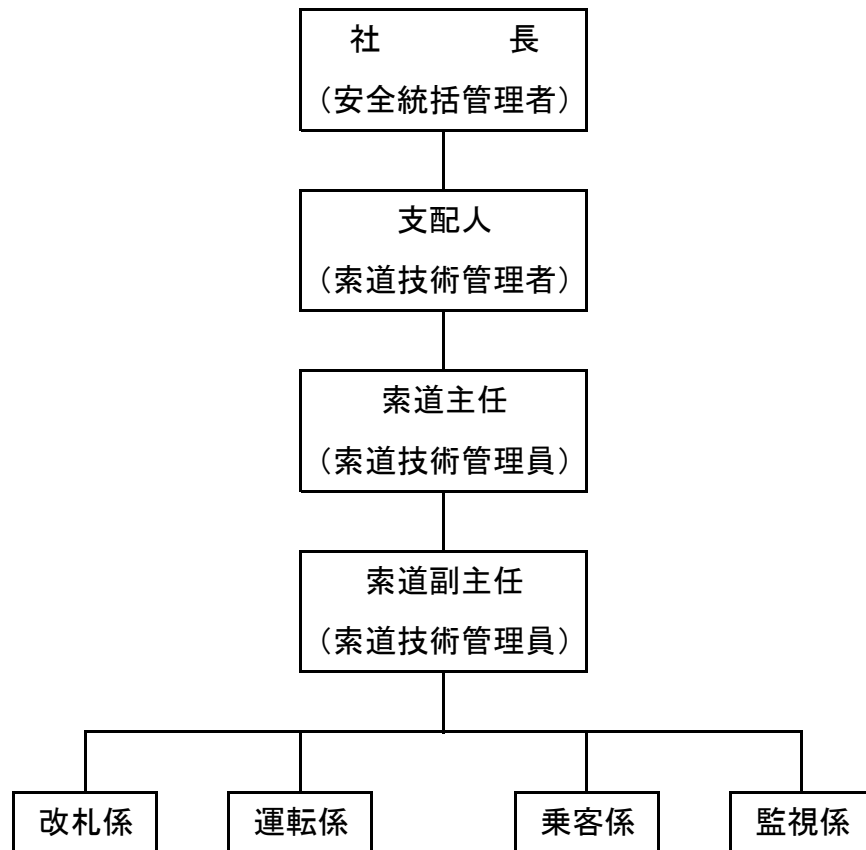 社　　　長
（安全統括管理者）
支配人
（索道技術管理者）
索道主任
（索道技術管理員）
索道副主任
（索道技術管理員）
改札係
運転係
乗客係
監視係